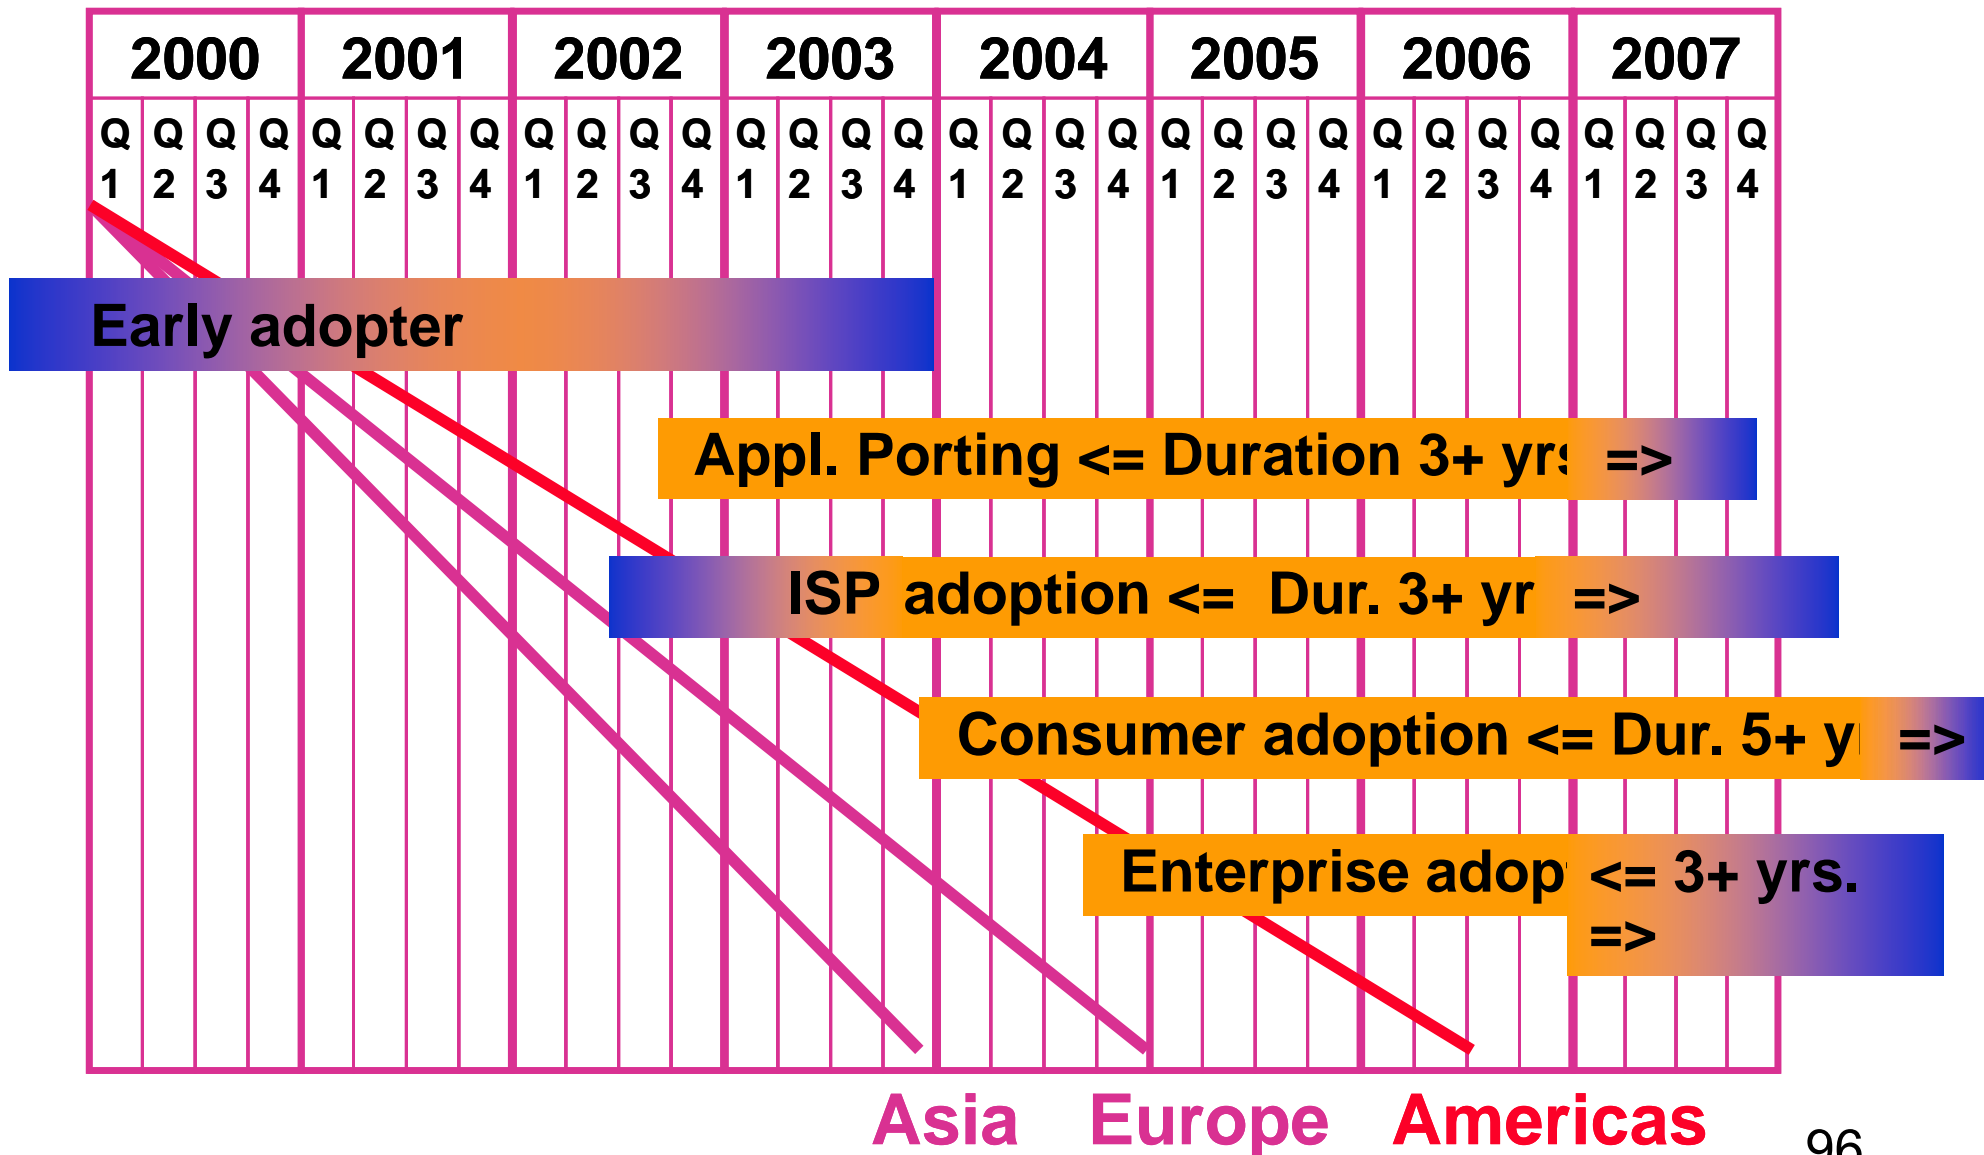 2000 2001 2002 2003 2004 2005 2006 2007
Q Q Q Q Q Q Q Q Q Q Q Q Q Q Q Q Q Q Q Q Q Q Q Q Q Q Q Q Q Q Q Q
1 2 3 4 1 2 3 4 1 2 3 4 1 2 3 4 1 2 3 4 1 2 3 4 1 2 3 4 1 2 3 4
Early adopter
Appl. Porting <= Duration 3+ yrs =>
ISP adoption <= Dur. 3+ yr =>
Consumer adoption <= Dur. 5+ y =>
Enterprise adop <= 3+ yrs.
=>
Asia Europe Americas
96